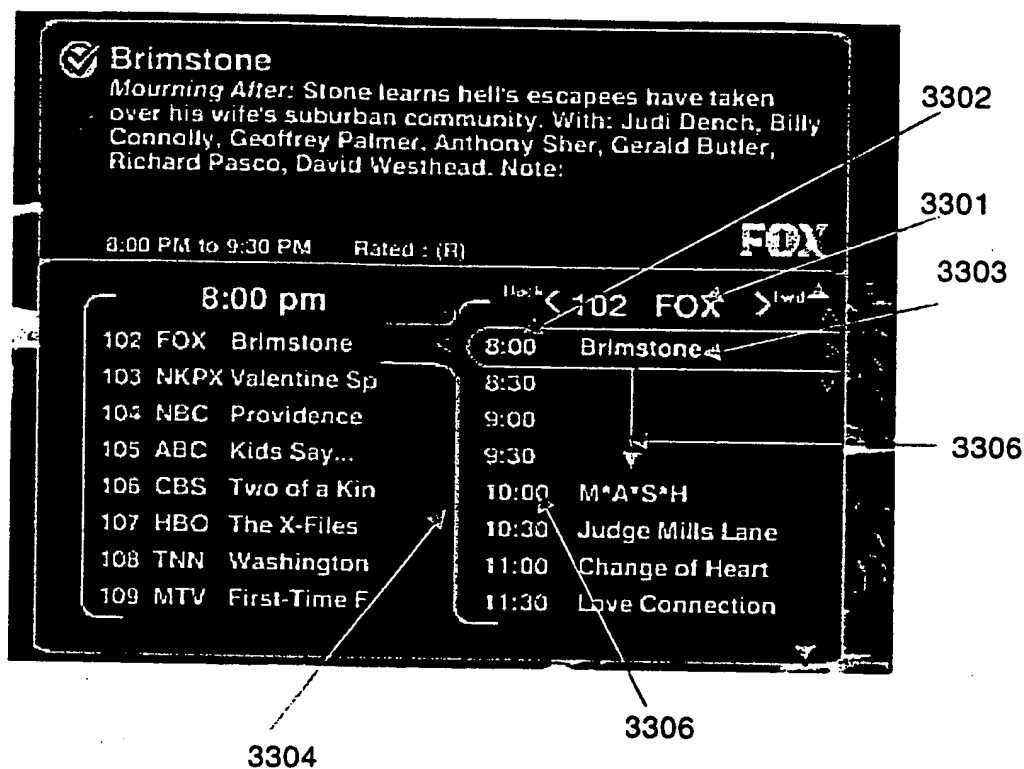 Brimstone
Mourning After: Stone learns hell's escapees have taken
over his wife's suburban community. With: Judi Dench, Billy
Connolly, Geoffrey Palmer, Anthony Sher, Gerald Butler,
Richard Pasco, David Westhead. Note:
8:00 PM to 9:30 PM Rated : (R)
FOX
8:00 pm
102 FOX Brimstone
103 NKPX Valentine Sp
104 NBC Providence
105 ABC Kids Say...
106 CBS Two of a Kin
107 HBO The X-Files
108 TNN Washington
109 MTV First-Time F
Back < 102 FOX > Fwd
8:00 Brimstone
8:30
9:00
9:30
10:00 M*A*S*H
10:30 Judge Mills Lane
11:00 Change of Heart
11:30 Love Connection
3302
3301
3303
3306
3306
3304